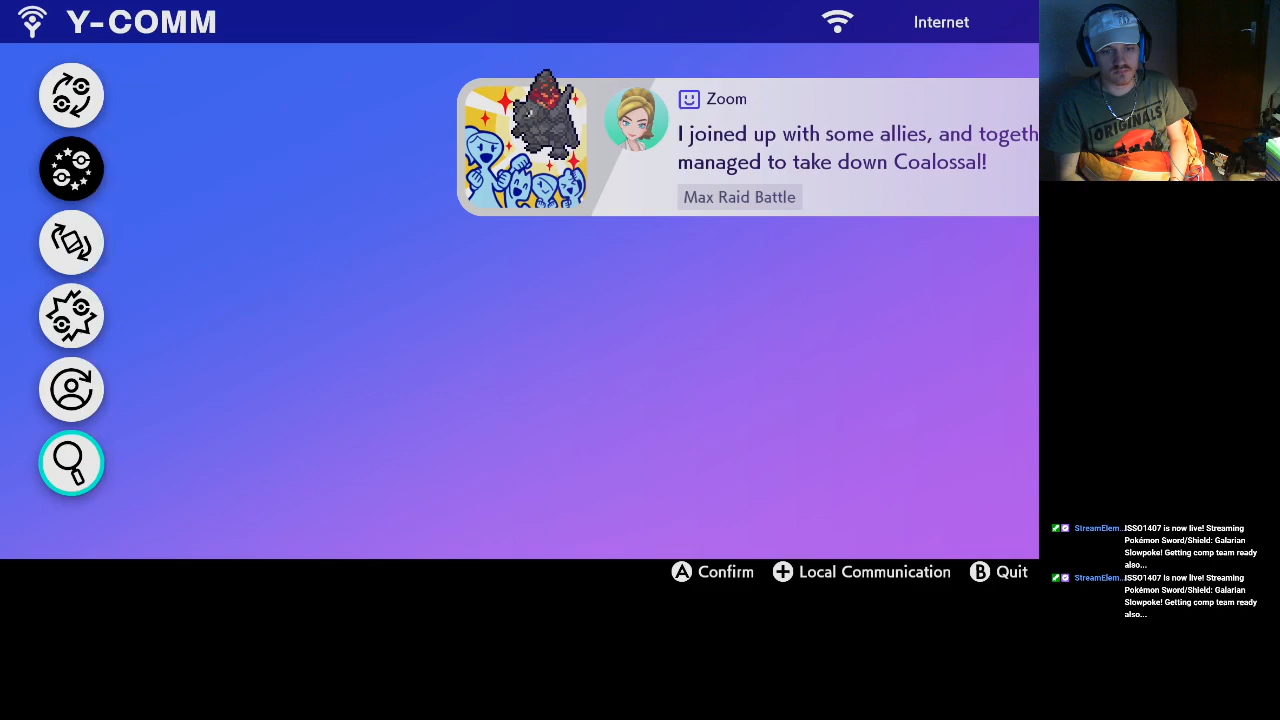 Y-COMM
Internet
Zoom
I joined up with some allies, and togeth
managed to take down Coalossal!
Max Raid Battle
A Confirm
+ Local Communication
B Quit
ORIGINALS
StreamElem... ISSO1407 is now live! Streaming
Pokémon Sword/Shield: Galarian
Slowpoke! Getting comp team ready
also...
StreamElem... ISSO1407 is now live! Streaming
Pokémon Sword/Shield: Galarian
Slowpoke! Getting comp team ready
also...